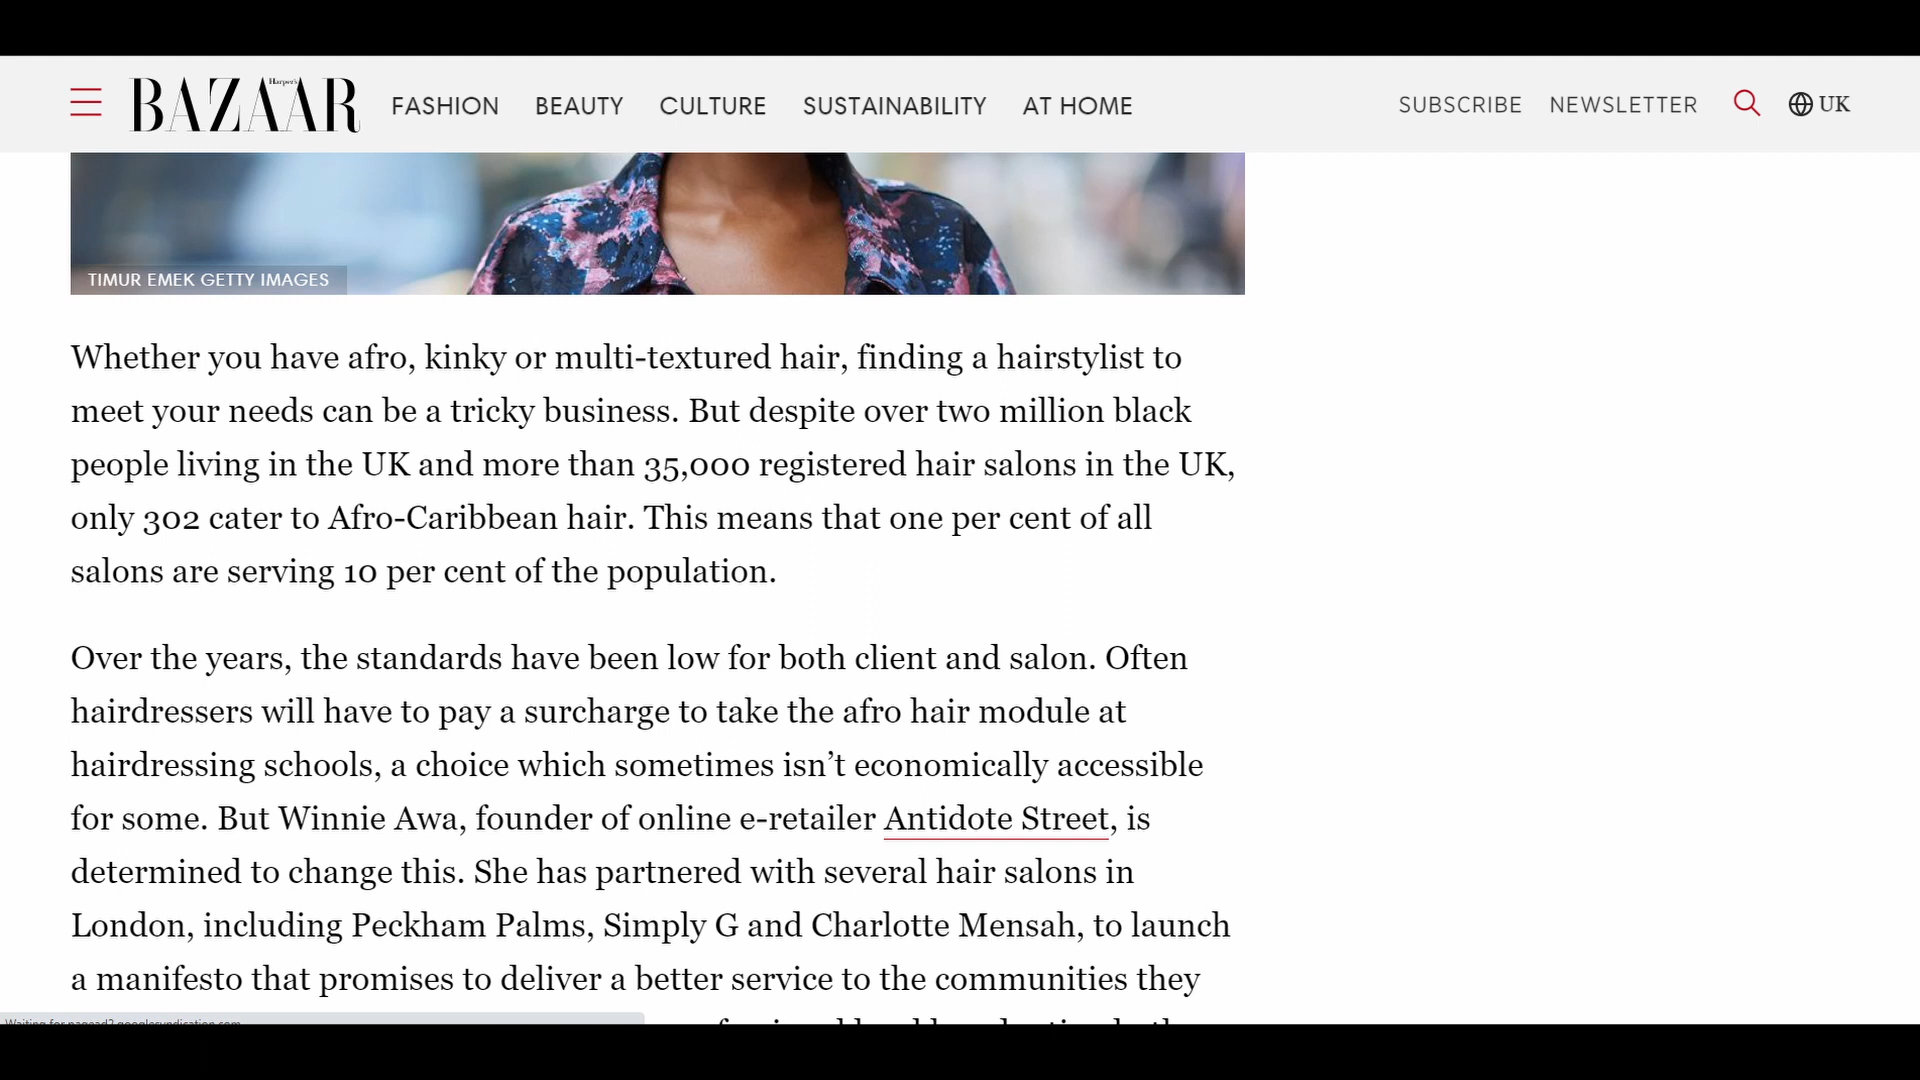 Harper's
BAZAAR
FASHION BEAUTY CULTURE SUSTAINABILITY AT HOME
SUBSCRIBE NEWSLETTER UK
TIMUR EMEK GETTY IMAGES
Whether you have afro, kinky or multi-textured hair, finding a hairstylist to
meet your needs can be a tricky business. But despite over two million black
people living in the UK and more than 35,000 registered hair salons in the UK,
only 302 cater to Afro-Caribbean hair. This means that one per cent of all
salons are serving 10 per cent of the population.
Over the years, the standards have been low for both client and salon. Often
hairdressers will have to pay a surcharge to take the afro hair module at
hairdressing schools, a choice which sometimes isn’t economically accessible
for some. But Winnie Awa, founder of online e-retailer Antidote Street, is
determined to change this. She has partnered with several hair salons in
London, including Peckham Palms, Simply G and Charlotte Mensah, to launch
a manifesto that promises to deliver a better service to the communities they
Waiting for pagead2.googlesyndication.com